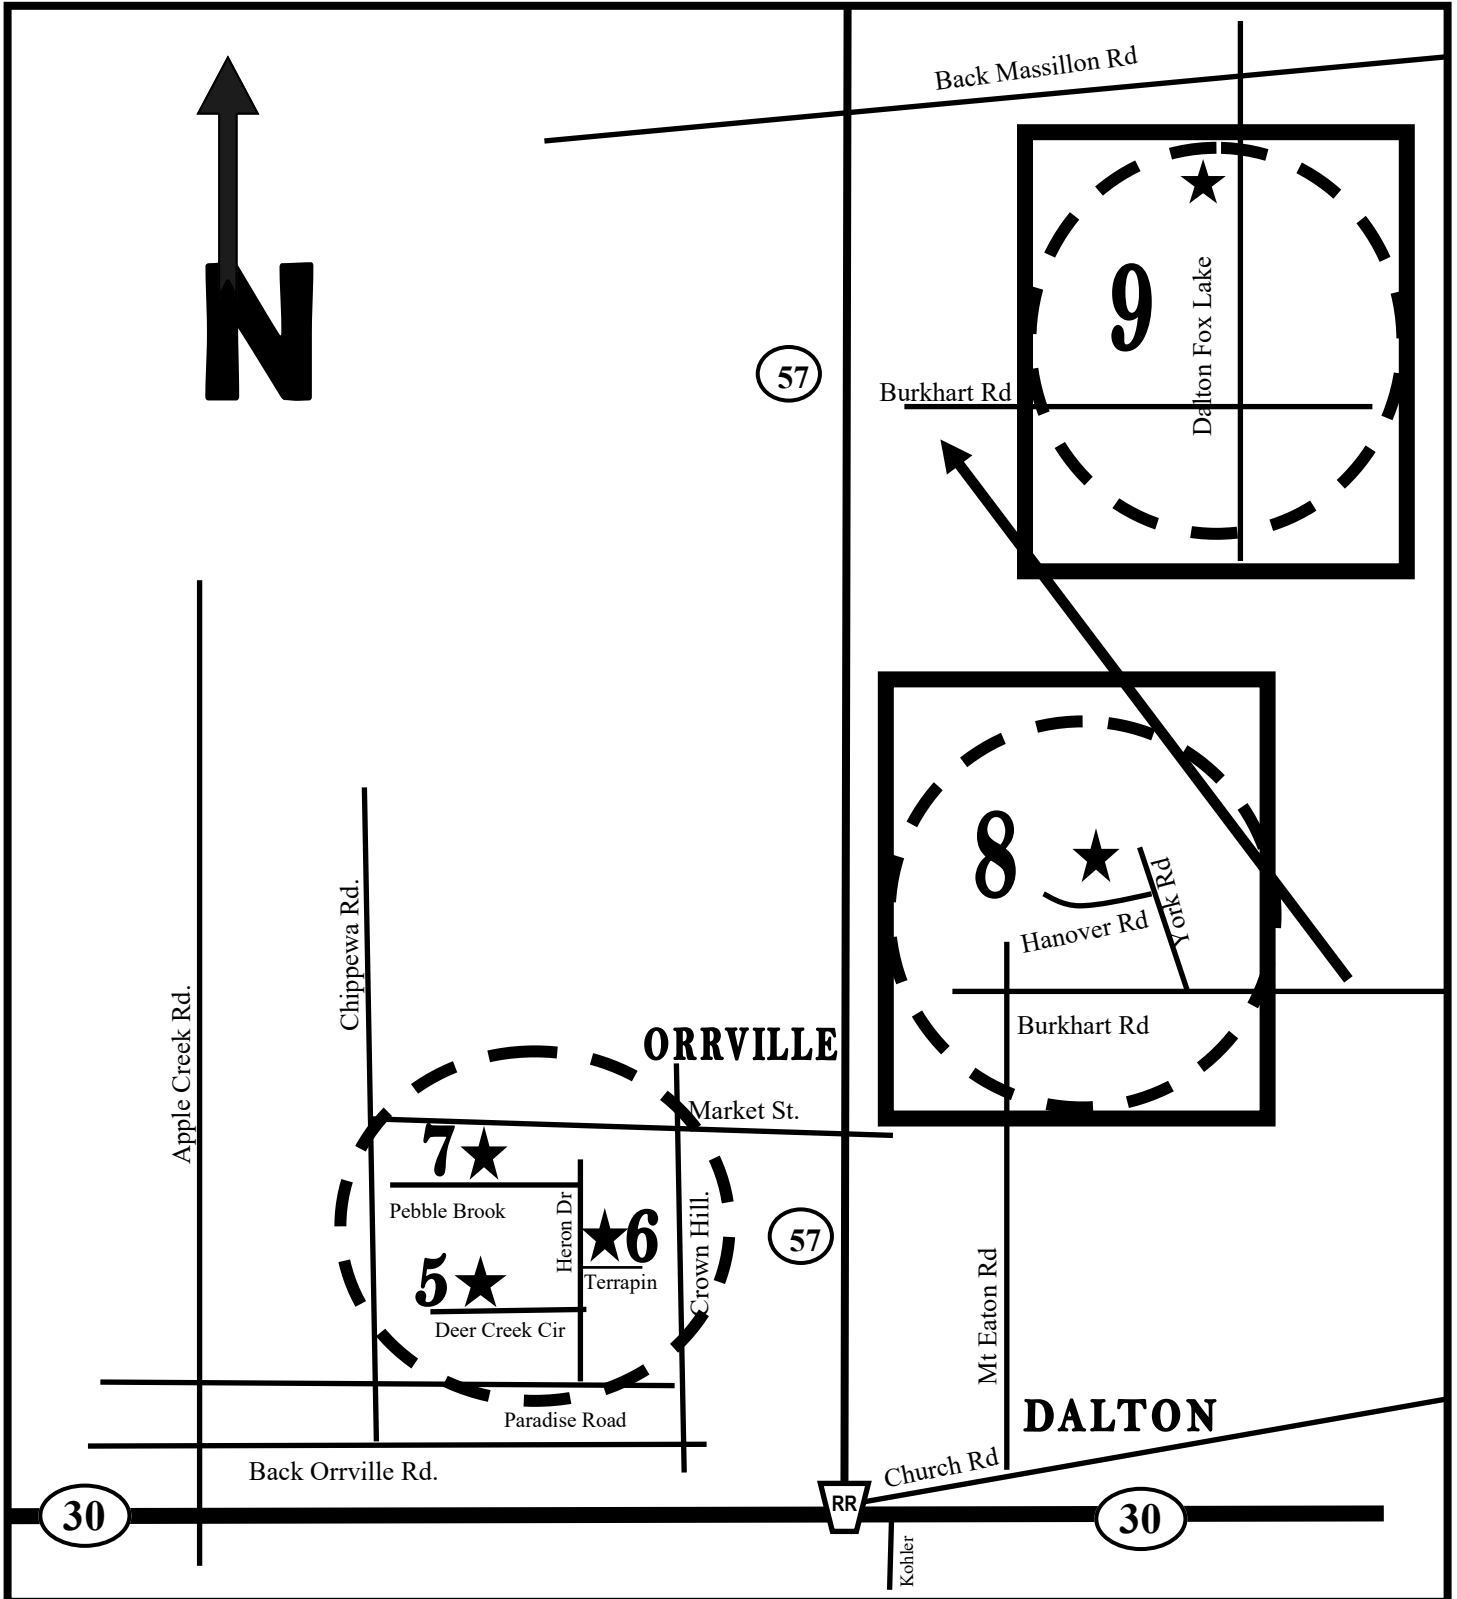 Back Massillon Rd
N
9
Dalton Fox Lake
57
Burkhart Rd
8
York Rd
Hanover Rd
Burkhart Rd
Chippewa Rd.
Apple Creek Rd.
ORRVILLE
Market St.
7
Pebble Brook
Heron Dr
6
Terrapin
Crown Hill.
57
5
Deer Creek Cir
Mt Eaton Rd
Paradise Road
DALTON
Back Orrville Rd.
Church Rd
30
RR
30
Kohler